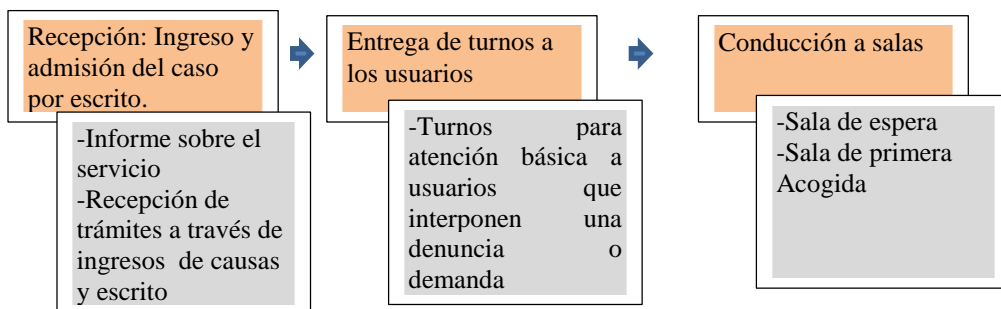 Recepción: Ingreso y
admisión del caso
por escrito.
-Informe sobre el
servicio
-Recepción de
trámites a través de
ingresos de causas
y escrito
Entrega de turnos a
los usuarios
-Turnos para
atención básica a
usuarios que
interponen una
denuncia o
demanda
Conducción a salas
-Sala de espera
-Sala de primera
Acogida